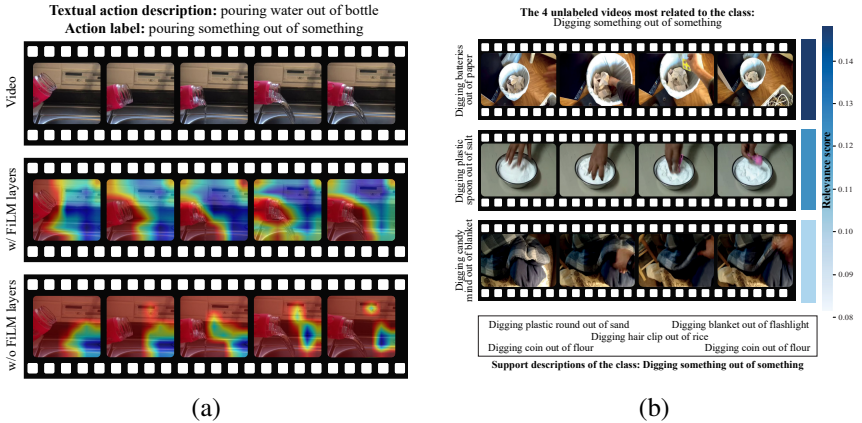 Textual action description: pouring water out of bottle
Action label: pouring something out of something
Video
w/ FiLM layers
w/o FiLM layers
(a)
The 4 unlabeled videos most related to the class:
Digging something out of something
Digging batteries
out of paper
Digging plastic
spoon out of salt
Digging candy
mind out of blanket
Relevance score
0.14
0.13
0.12
0.11
0.10
0.09
0.08
Digging plastic round out of sand
Digging blanket out of flashlight
Digging hair clip out of rice
Digging coin out of flour
Digging coin out of flour
Support descriptions of the class: Digging something out of something
(b)